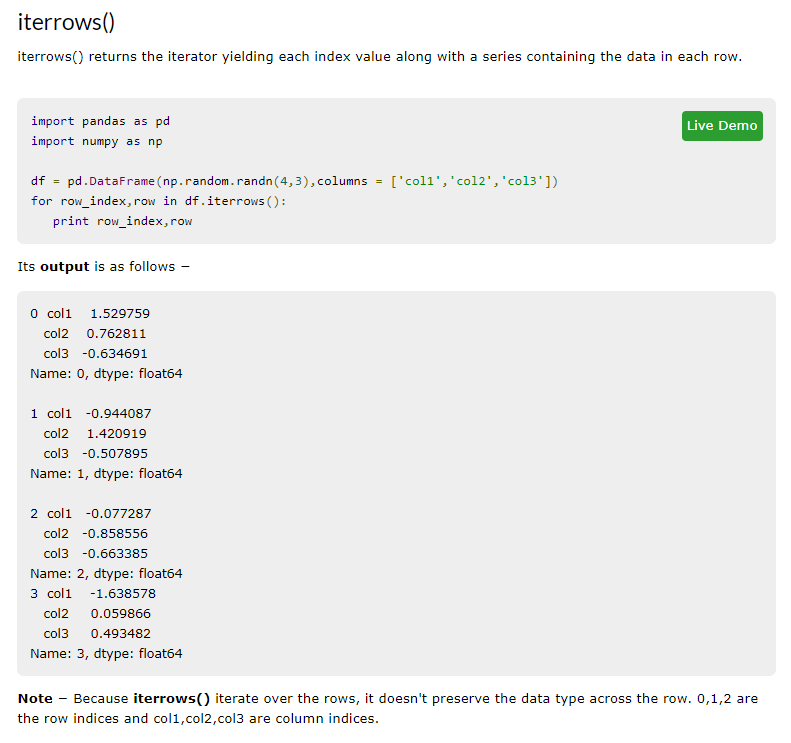 iterrows()
iterrows() returns the iterator yielding each index value along with a series containing the data in each row.
import pandas as pd
Live Demo
import numpy as np
df = pd.DataFrame(np.random.randn(4,3),columns = ['col1','col2','col3'])
for row_index,row in df.iterrows():
   print row_index,row
Its output is as follows −
0 col1 1.529759
col2 0.762811
col3 -0.634691
Name: 0, dtype: float64
1 col1 -0.944087
col2 1.420919
col3 -0.507895
Name: 1, dtype: float64
2 col1 -0.077287
col2 -0.858556
col3 -0.663385
Name: 2, dtype: float64
3 col1 -1.638578
col2 0.059866
col3 0.493482
Name: 3, dtype: float64
Note − Because iterrows() iterate over the rows, it doesn't preserve the data type across the row. 0,1,2 are
the row indices and col1,col2,col3 are column indices.